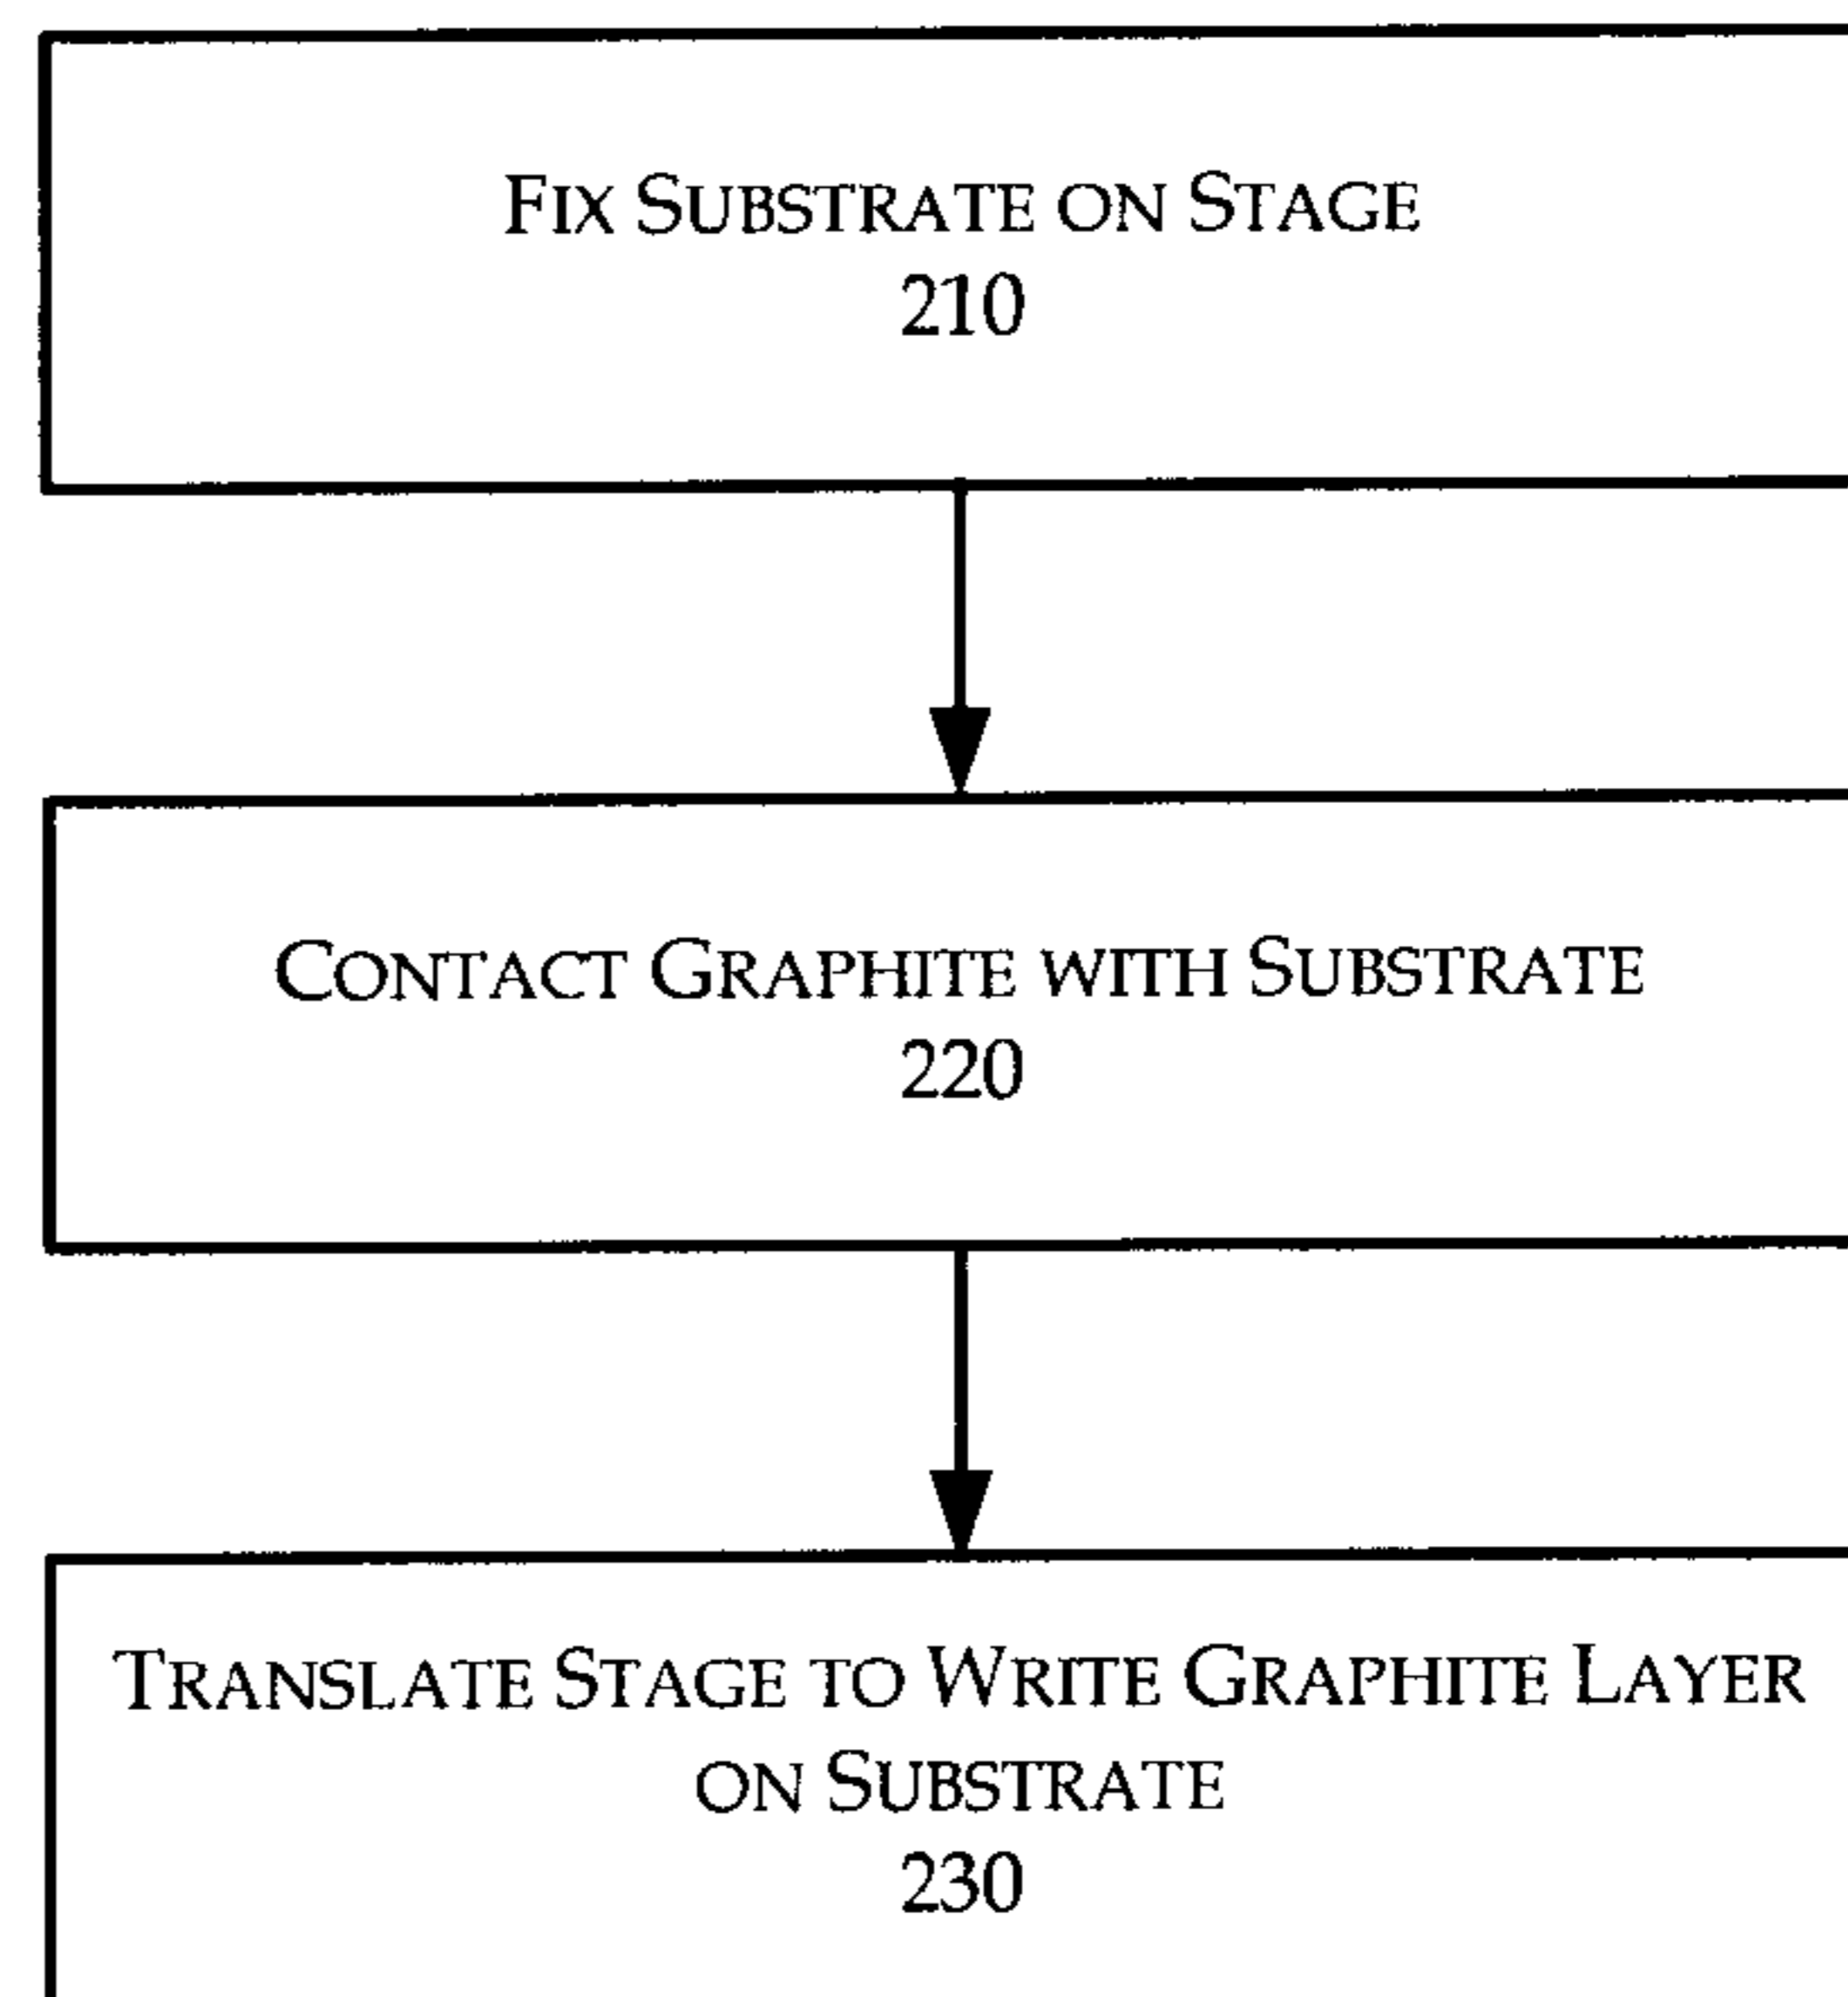 FIX SUBSTRATE ON STAGE
210
CONTACT GRAPHITE WITH SUBSTRATE
220
TRANSLATE STAGE TO WRITE GRAPHITE LAYER
ON SUBSTRATE
230